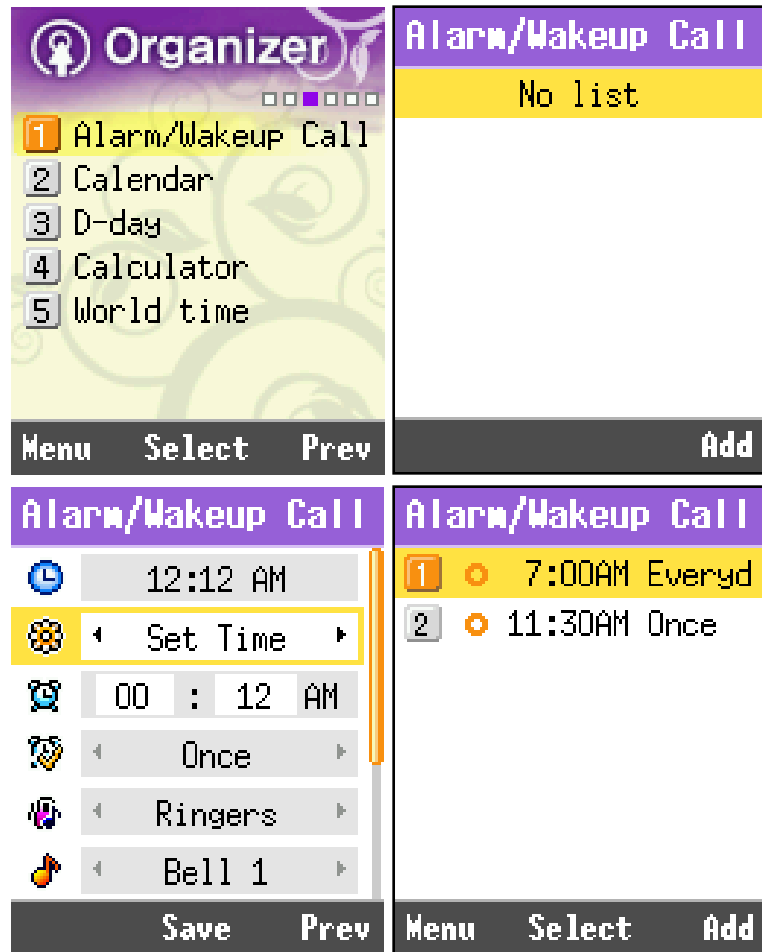 Organizer
1 Alarm/Wakeup Call
2 Calendar
3 D-day
4 Calculator
5 World time
Menu Select Prev
Alarm/Wakeup Call
No list
Add
Alarm/Wakeup Call
12:12 AM
Set Time
00 : 12 AM
Once
Ringers
Bell 1
Save Prev
Alarm/Wakeup Call
1 7:00AM Everyd
2 11:30AM Once
Menu Select Add